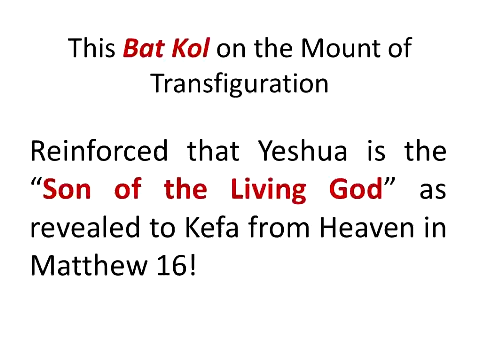 This Bat Kol on the Mount of
Transfiguration
Reinforced that Yeshua is the
“Son of the Living God” as
revealed to Kefa from Heaven in
Matthew 16!